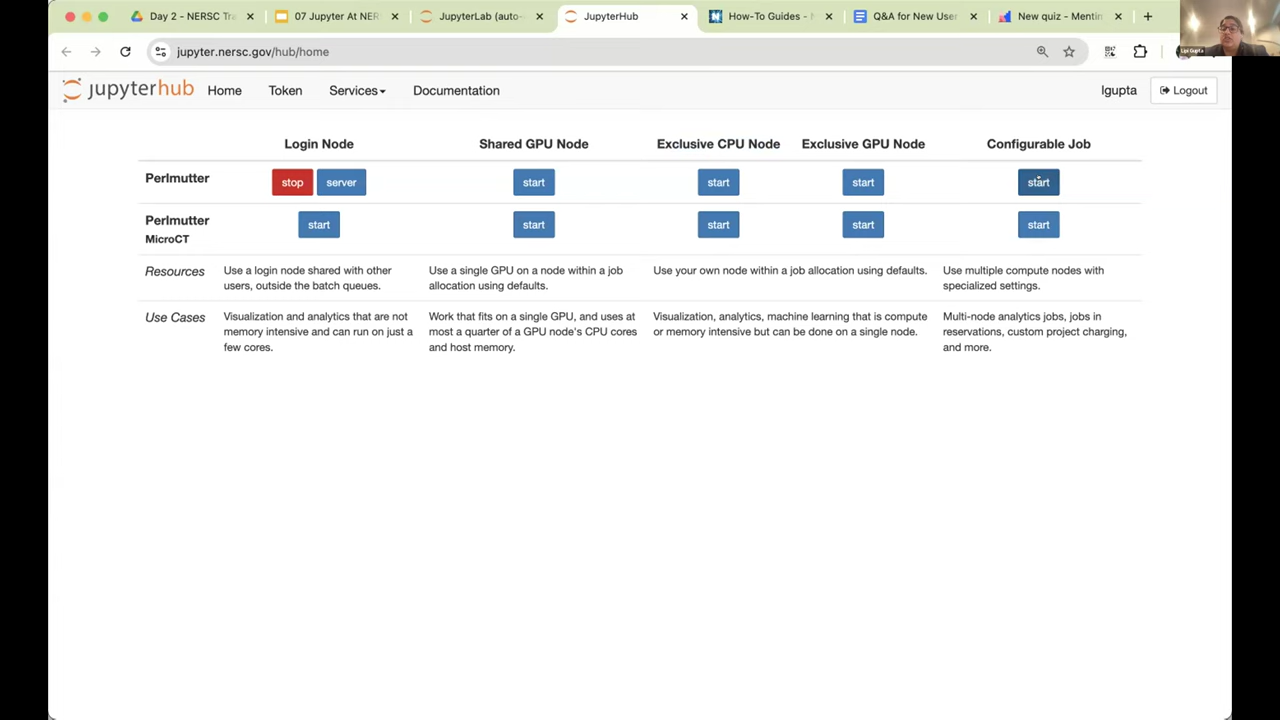 Day 2 - NERSC Tra
07 Jupyter At NER
JupyterLab (auto-
JupyterHub
How-To Guides -
Q&A for New User
New quiz - Mentim
jupyter.nersc.gov/hub/home
Lipi Gupta
jupyterhub
Home
Token
Services
Documentation
lgupta
Logout
Login Node
Shared GPU Node
Exclusive CPU Node
Exclusive GPU Node
Configurable Job
Perlmutter
stop
server
start
start
start
start
Perlmutter
MicroCT
start
start
start
start
start
Resources
Use a login node shared with other
users, outside the batch queues.
Use a single GPU on a node within a job
allocation using defaults.
Use your own node within a job allocation using defaults.
Use multiple compute nodes with
specialized settings.
Use Cases
Visualization and analytics that are not
memory intensive and can run on just a
few cores.
Work that fits on a single GPU, and uses at
most a quarter of a GPU node's CPU cores
and host memory.
Visualization, analytics, machine learning that is compute
or memory intensive but can be done on a single node.
Multi-node analytics jobs, jobs in
reservations, custom project charging,
and more.